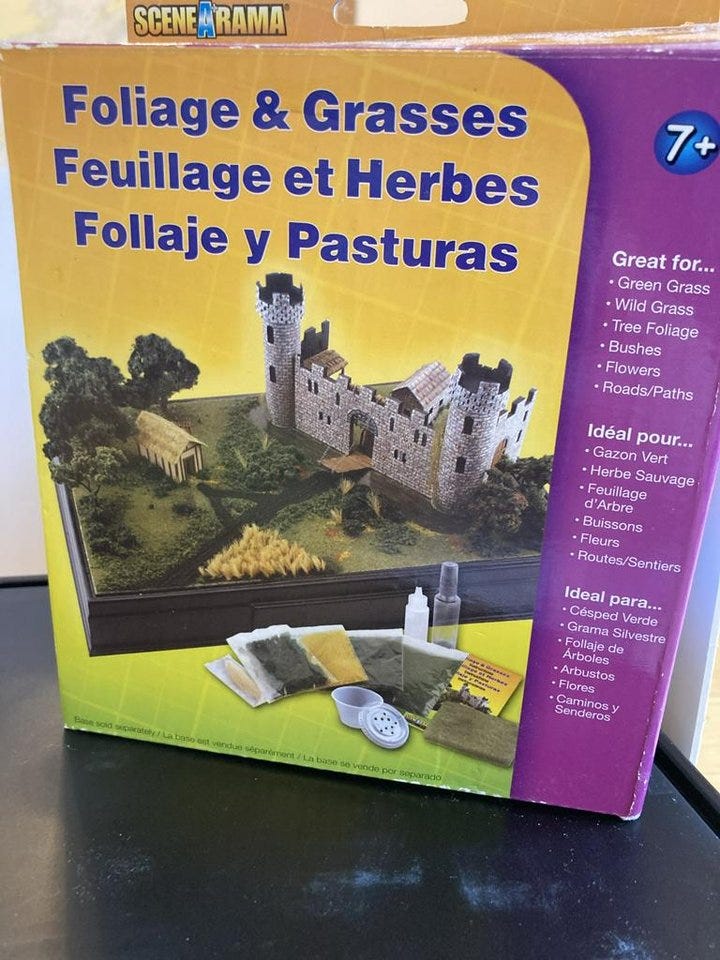 SCENE A RAMA
Foliage & Grasses
Feuillage et Herbes
Follaje y Pasturas
7+
Great for...
• Green Grass
• Wild Grass
• Tree Foliage
• Bushes
• Flowers
• Roads/Paths
Idéal pour...
• Gazon Vert
• Herbe Sauvage
• Feuillage
d'Arbre
• Buissons
• Fleurs
• Routes/Sentiers
Ideal para...
• Césped Verde
• Grama Silvestre
• Follaje de
Árboles
• Arbustos
• Flores
• Caminos y
Senderos
Base sold separately / La base est vendue séparément / La base se vende por separado